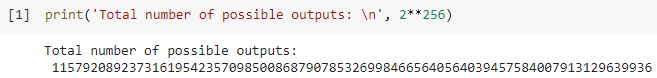 [1] print('Total number of possible outputs: \n', 2**256)
Total number of possible outputs:
115792089237316195423570985008687907853269984665640564039457584007913129639936